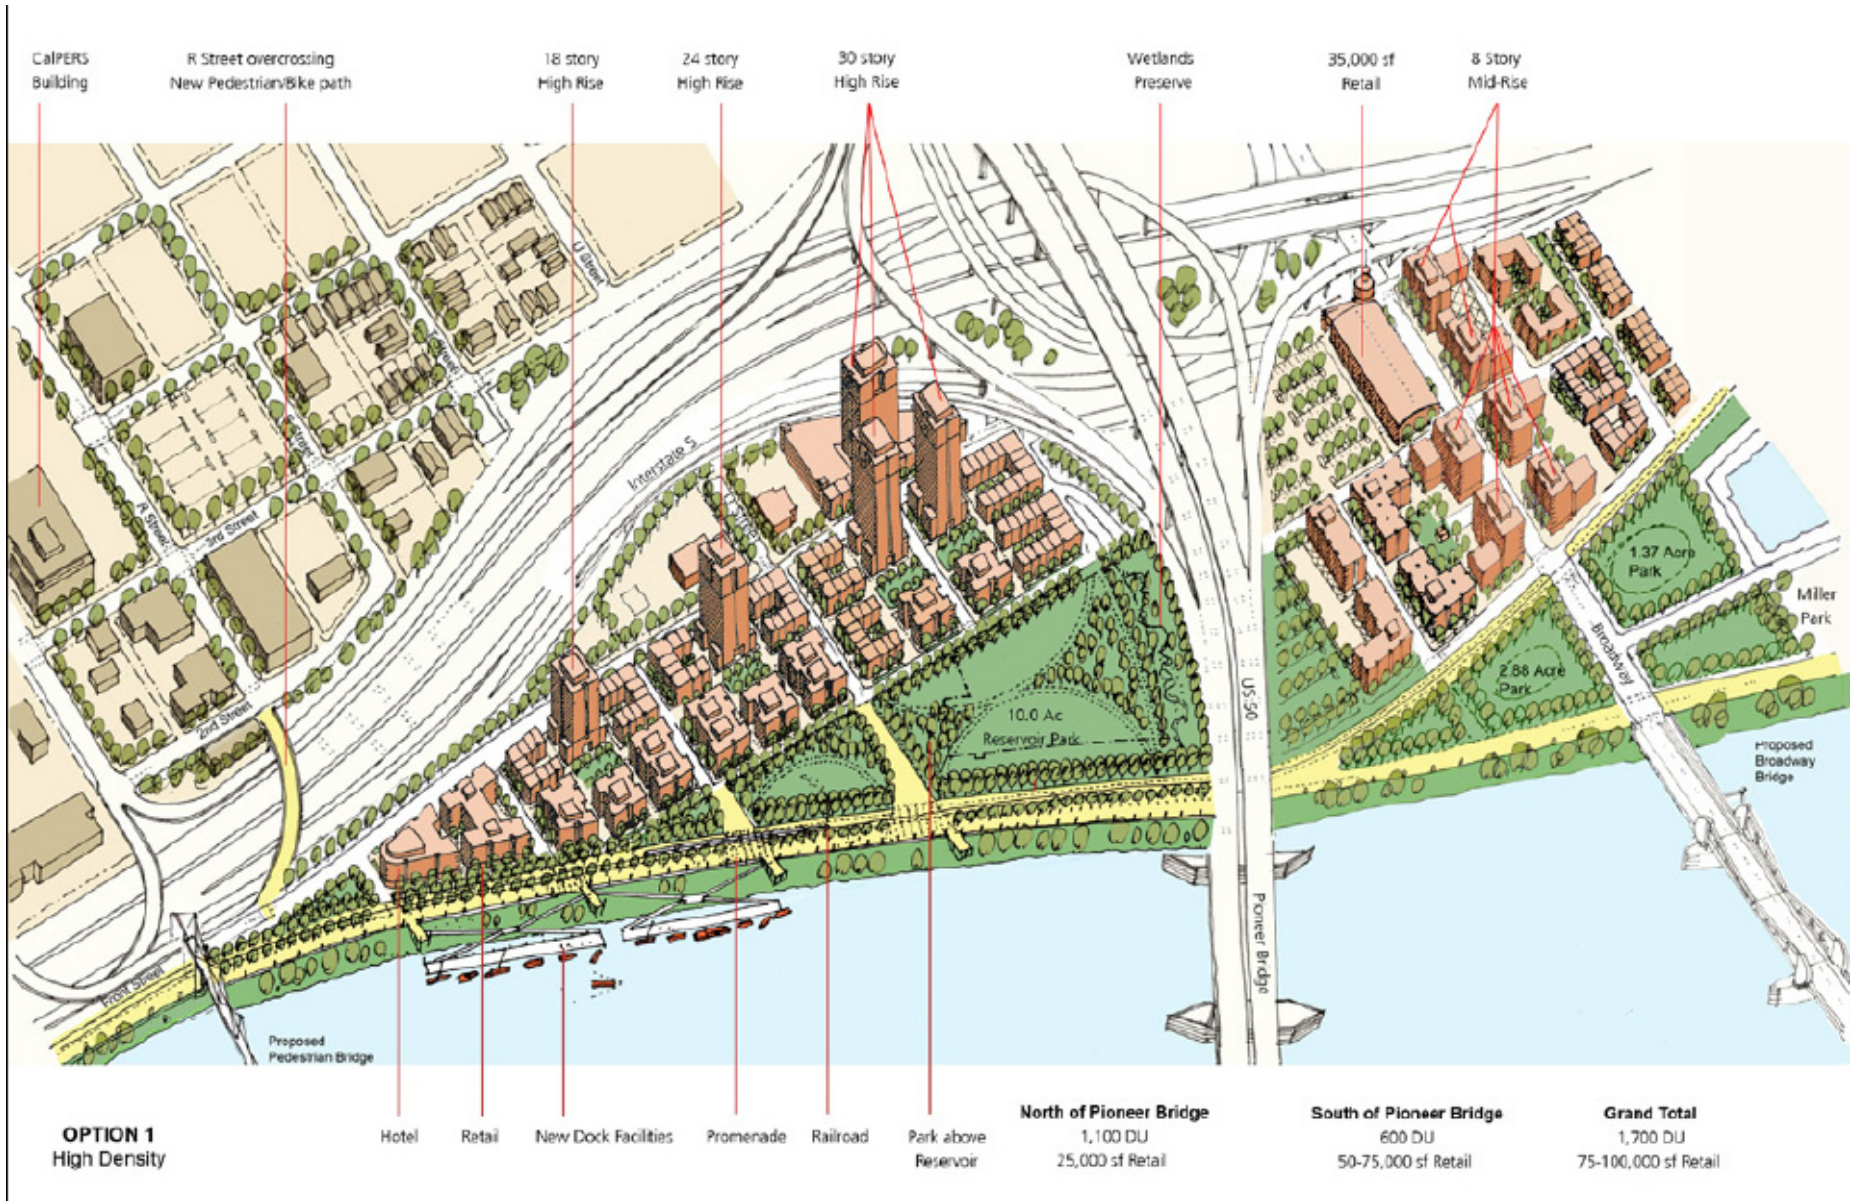 CalPERS
Building
R Street overcrossing
New Pedestrian/Bike path
18 story
High Rise
24 story
High Rise
30 story
High Rise
Wetlands
Preserve
35,000 sf
Retail
8 Story
Mid-Rise
U Street
Street
Street
R Street
3rd Street
2nd Street
Interstate 5
Front Street
10.0 Ac
Reservoir Park
US-50
Pioneer Bridge
1.37 Acre
Park
2.88 Acre
Park
Miller
Park
Broadway
Proposed
Broadway
Bridge
Proposed
Pedestrian Bridge
OPTION 1
High Density
Hotel
Retail
New Dock Facilities
Promenade
Railroad
Park above
Reservoir
North of Pioneer Bridge
1,100 DU
25,000 sf Retail
South of Pioneer Bridge
600 DU
50-75,000 sf Retail
Grand Total
1,700 DU
75-100,000 sf Retail